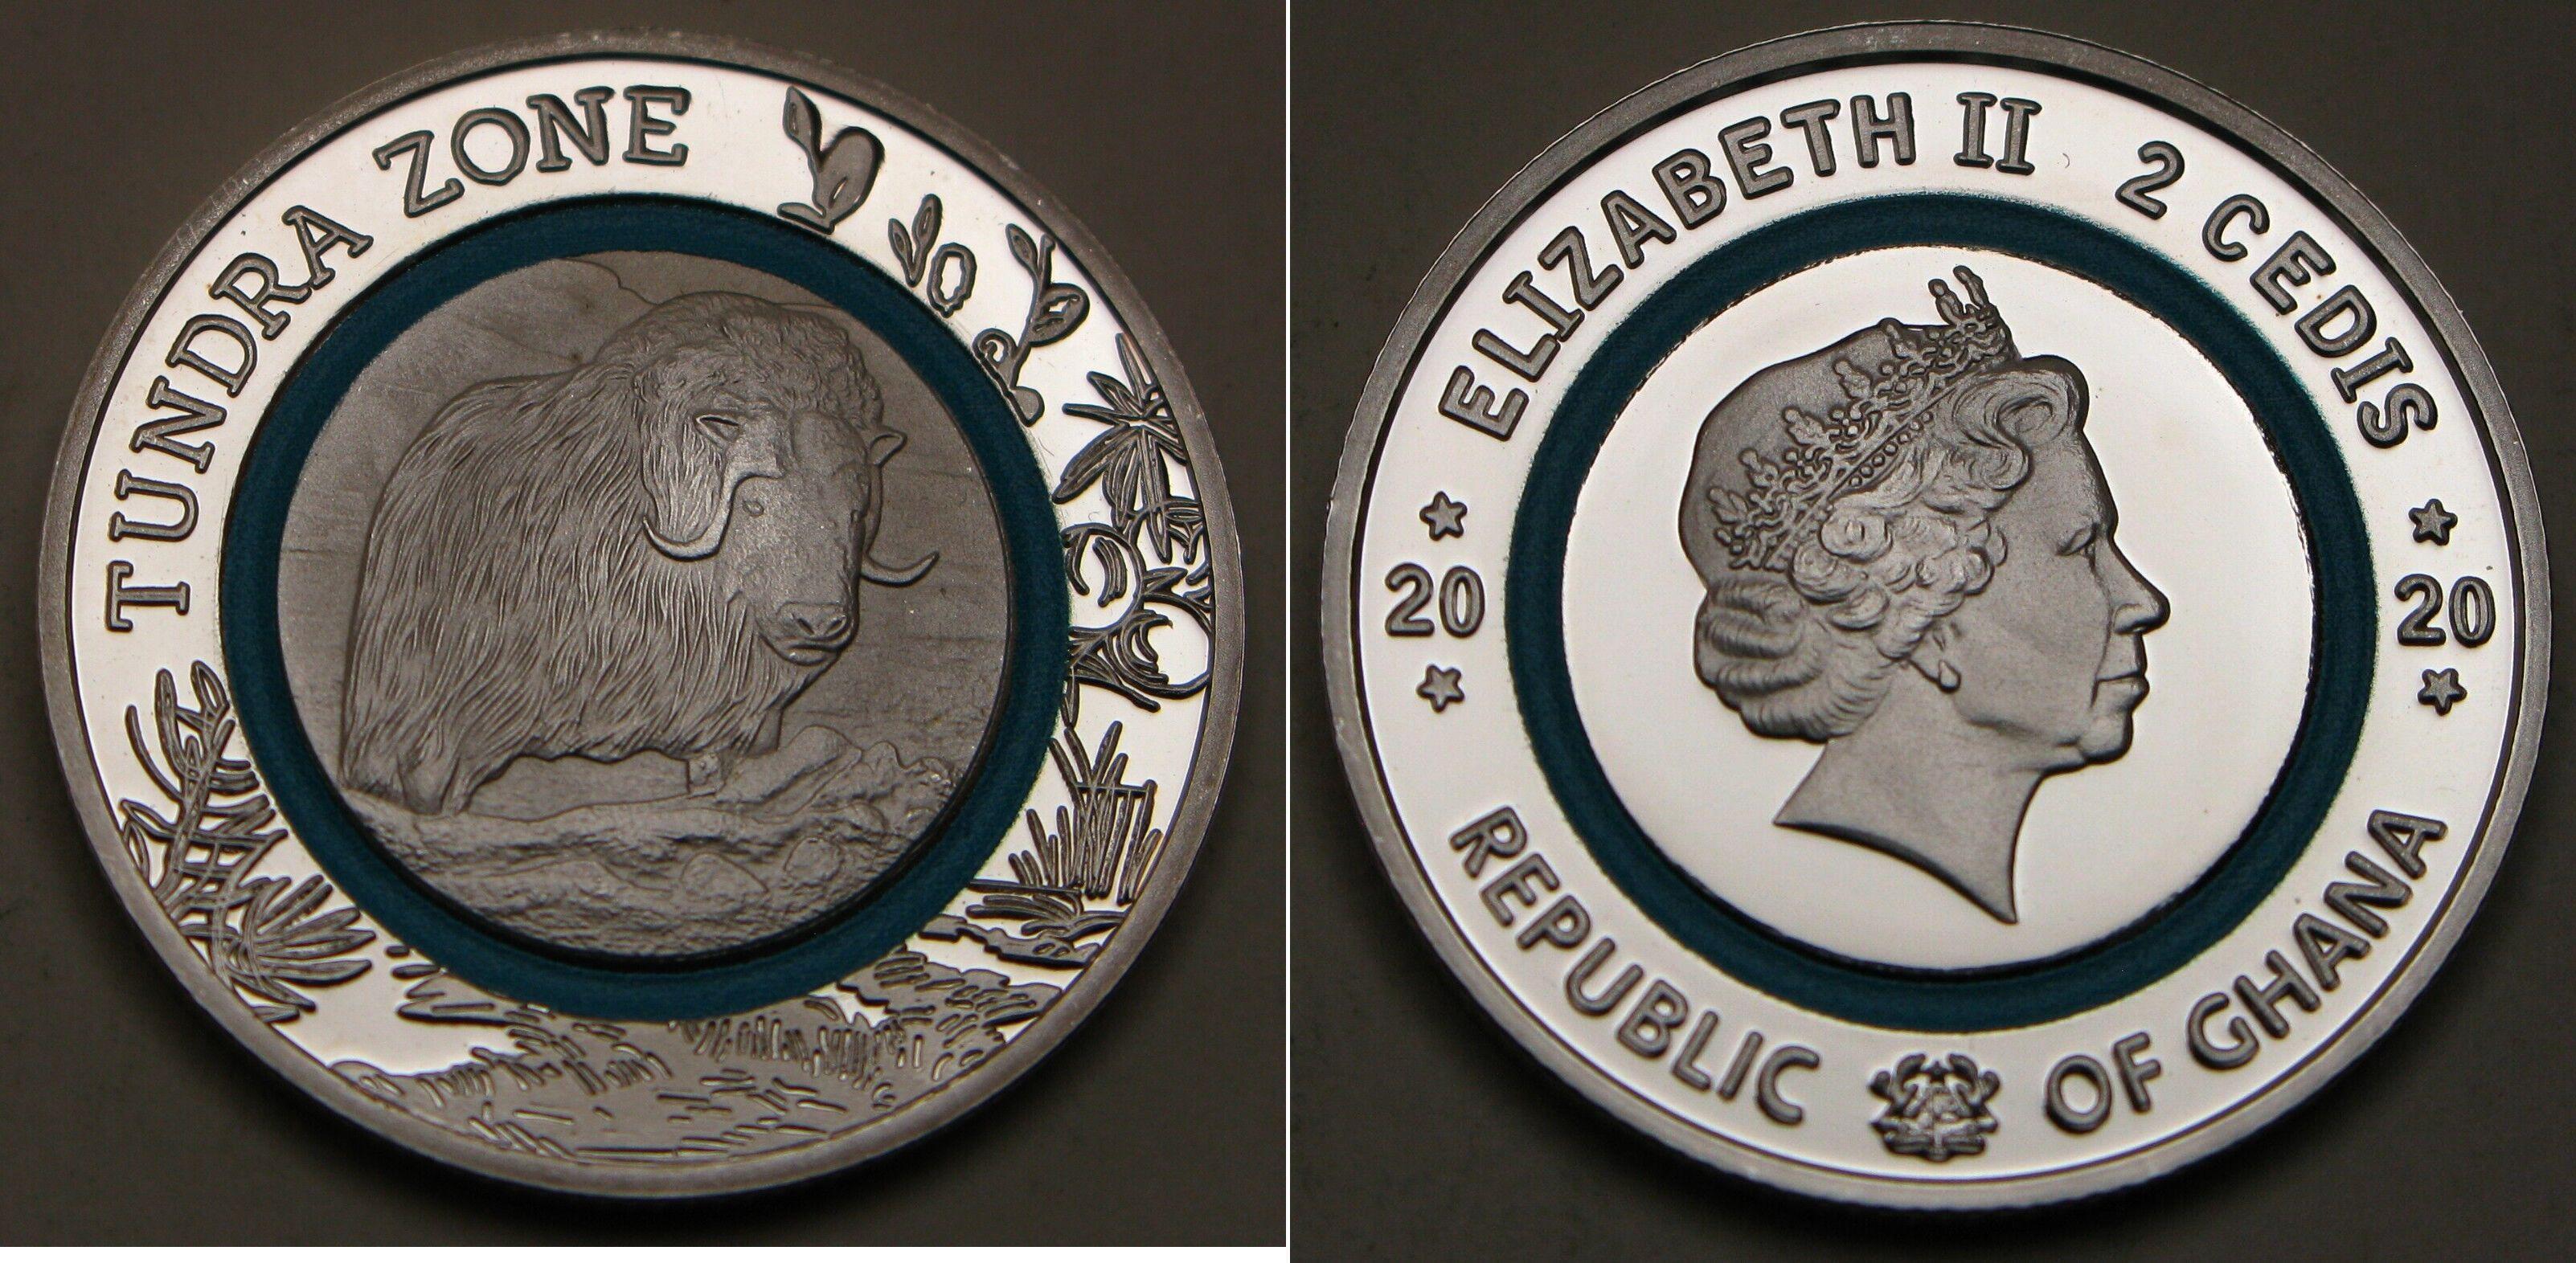 TUNDRA ZONE
ELIZABETH II 2 CEDIS
20 20
REPUBLIC OF GHANA